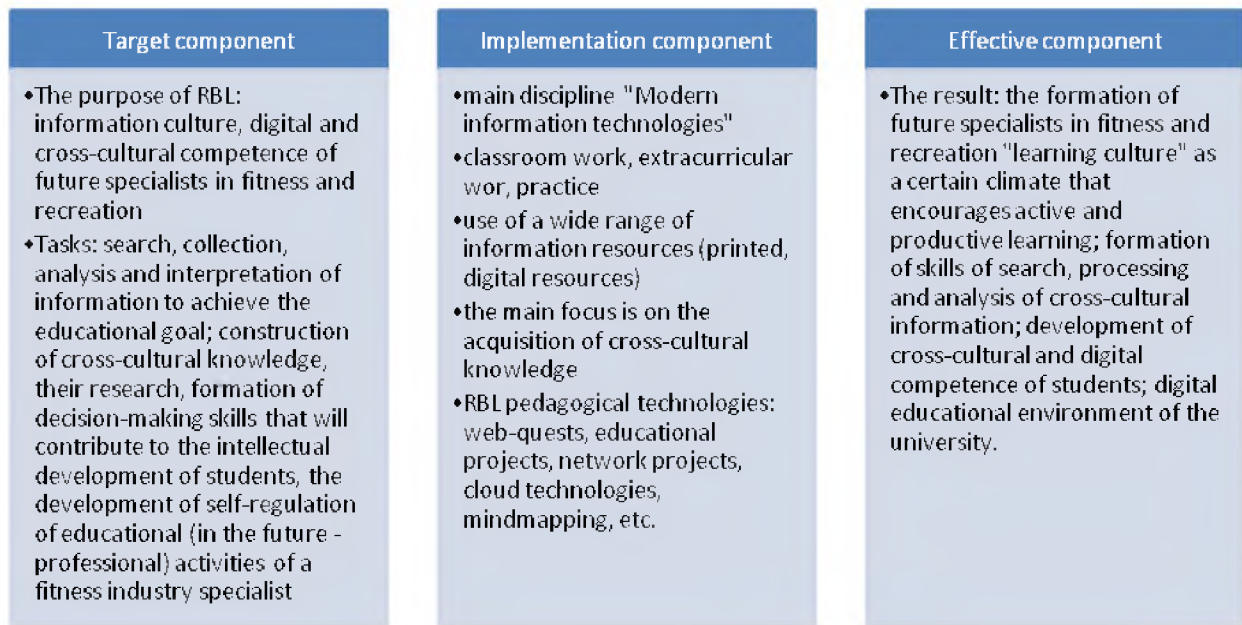 Target component
•The purpose of RBL:
information culture, digital and
cross-cultural competence of
future specialists in fitness and
recreation
•Tasks: search, collection,
analysis and interpretation of
information to achieve the
educational goal; construction
of cross-cultural knowledge,
their research, formation of
decision-making skills that will
contribute to the intellectual
development of students, the
development of self-regulation
of educational (in the future -
professional) activities of a
fitness industry specialist
Implementation component
•main discipline "Modern
information technologies"
•classroom work, extracurricular
wor, practice
•use of a wide range of
information resources (printed,
digital resources)
•the main focus is on the
acquisition of cross-cultural
knowledge
•RBL pedagogical technologies:
web-quests, educational
projects, network projects,
cloud technologies,
mindmapping, etc.
Effective component
•The result: the formation of
future specialists in fitness and
recreation "learning culture" as
a certain climate that
encourages active and
productive learning; formation
of skills of search, processing
and analysis of cross-cultural
information; development of
cross-cultural and digital
competence of students; digital
educational environment of the
university.